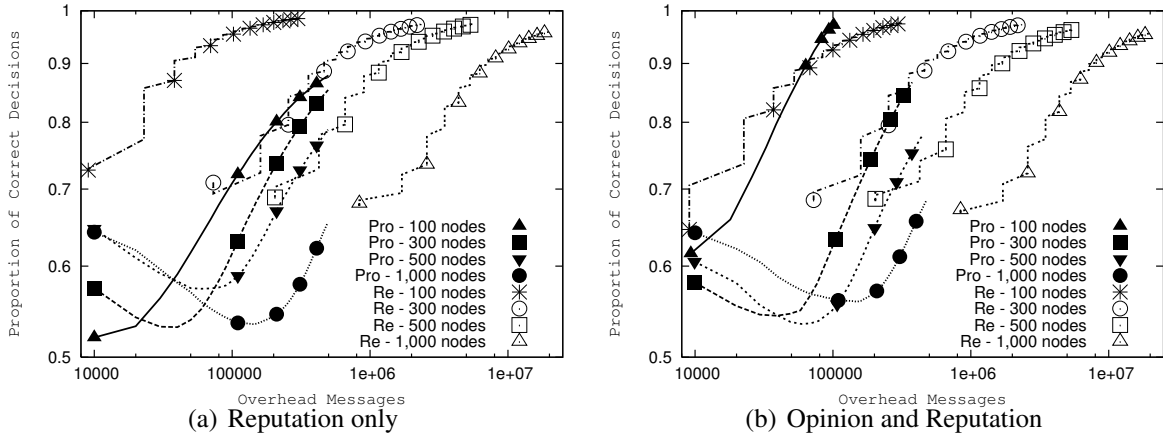 Proportion of Correct Decisions
1
0.9
0.8
0.7
0.6
0.5
Pro - 100 nodes
Pro - 300 nodes
Pro - 500 nodes
Pro - 1,000 nodes
Re - 100 nodes
Re - 300 nodes
Re - 500 nodes
Re - 1,000 nodes
10000 100000 1e+06 1e+07
Overhead Messages
(a) Reputation only
Proportion of Correct Decisions
1
0.9
0.8
0.7
0.6
0.5
Pro - 100 nodes
Pro - 300 nodes
Pro - 500 nodes
Pro - 1,000 nodes
Re - 100 nodes
Re - 300 nodes
Re - 500 nodes
Re - 1,000 nodes
10000 100000 1e+06 1e+07
Overhead Messages
(b) Opinion and Reputation